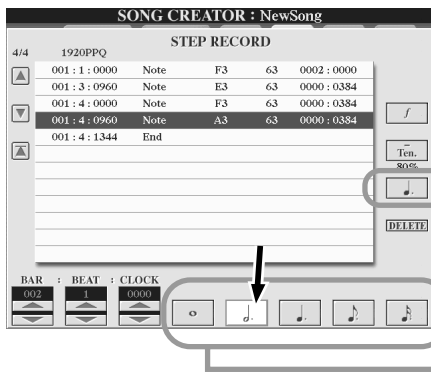 SONG CREATOR : NewSong
STEP RECORD
4/4 1920PPQ
001 : 1 : 0000 Note F3 63 0002 : 0000
001 : 3 : 0960 Note E3 63 0000 : 0384
001 : 4 : 0000 Note F3 63 0000 : 0384
001 : 4 : 0960 Note A3 63 0000 : 0384
001 : 4 : 1344 End
f
Ten.
80%
DELETE
BAR : BEAT : CLOCK
002 1 0000